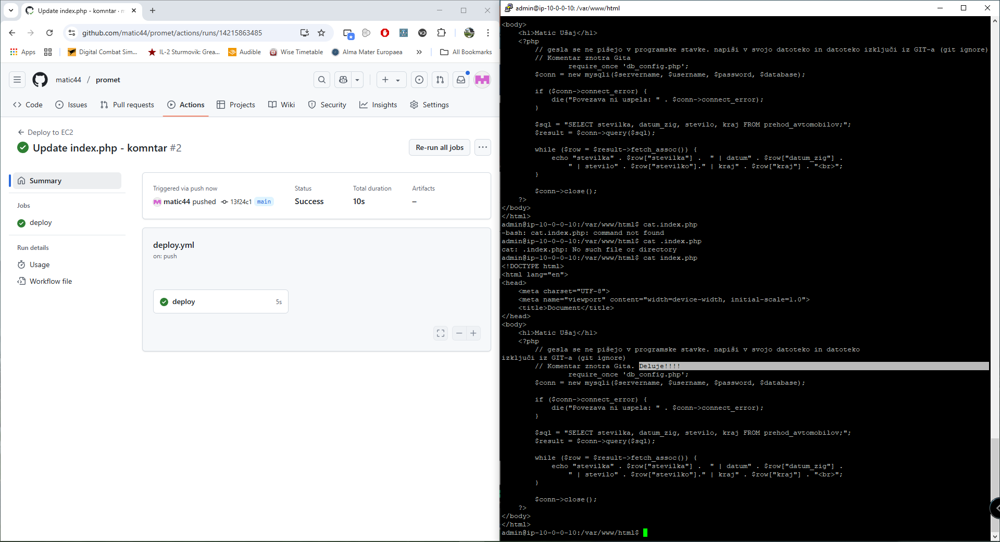 Update index.php - komntar ·
github.com/matic44/promet/actions/runs/14215863485
Apps
Digital Combat Sim...
IL-2 Sturmovik: Grea...
Audible
Wise Timetable
Alma Mater Europaea
»
All Bookmarks
matic44 / promet
Code
Issues
Pull requests
Actions
Projects
Wiki
Security
Insights
Settings
Deploy to EC2
Update index.php - komntar #2
Re-run all jobs
Summary
Jobs
deploy
Run details
Usage
Workflow file
Triggered via push now
matic44 pushed 13f24c1 main
Status
Success
Total duration
10s
Artifacts
–
deploy.yml
on: push
deploy 5s
admin@ip-10-0-0-10: /var/www/html
<body>
    <h1>Matic Ušaj</h1>
    <?php
        // gesla se ne pišejo v programske stavke. napiši v svojo datoteko in datoteko izključi iz GIT-a (git ignore)
        // Komentar znotra Gita
                require_once 'db_config.php';
        $conn = new mysqli($servername, $username, $password, $database);

        if ($conn->connect_error) {
            die("Povezava ni uspela: " . $conn->connect_error);
        }

        $sql = "SELECT stevilka, datum_zig, stevilo, kraj FROM prehod_avtomobilov;";
        $result = $conn->query($sql);

        while ($row = $result->fetch_assoc()) {
            echo "stevilka" . $row["stevilka"] .  " | datum" . $row["datum_zig"] .
                " | stevilo" . $row["stevilko"]." | kraj" . $row["kraj"] . "<br>";
        }

        $conn->close();
    ?>
</body>
</html>
admin@ip-10-0-0-10:/var/www/html$ cat.index.php
-bash: cat.index.php: command not found
admin@ip-10-0-0-10:/var/www/html$ cat .index.php
cat: .index.php: No such file or directory
admin@ip-10-0-0-10:/var/www/html$ cat index.php
<!DOCTYPE html>
<html lang="en">
<head>
    <meta charset="UTF-8">
    <meta name="viewport" content="width=device-width, initial-scale=1.0">
    <title>Document</title>
</head>
<body>
    <h1>Matic Ušaj</h1>
    <?php
        // gesla se ne pišejo v programske stavke. napiši v svojo datoteko in datoteko
izključi iz GIT-a (git ignore)
        // Komentar znotra Gita. Deluje!!!!
                require_once 'db_config.php';
        $conn = new mysqli($servername, $username, $password, $database);

        if ($conn->connect_error) {
            die("Povezava ni uspela: " . $conn->connect_error);
        }

        $sql = "SELECT stevilka, datum_zig, stevilo, kraj FROM prehod_avtomobilov;";
        $result = $conn->query($sql);

        while ($row = $result->fetch_assoc()) {
            echo "stevilka" . $row["stevilka"] .  " | datum" . $row["datum_zig"] .
                " | stevilo" . $row["stevilko"]." | kraj" . $row["kraj"] . "<br>";
        }

        $conn->close();
    ?>
</body>
</html>
admin@ip-10-0-0-10:/var/www/html$